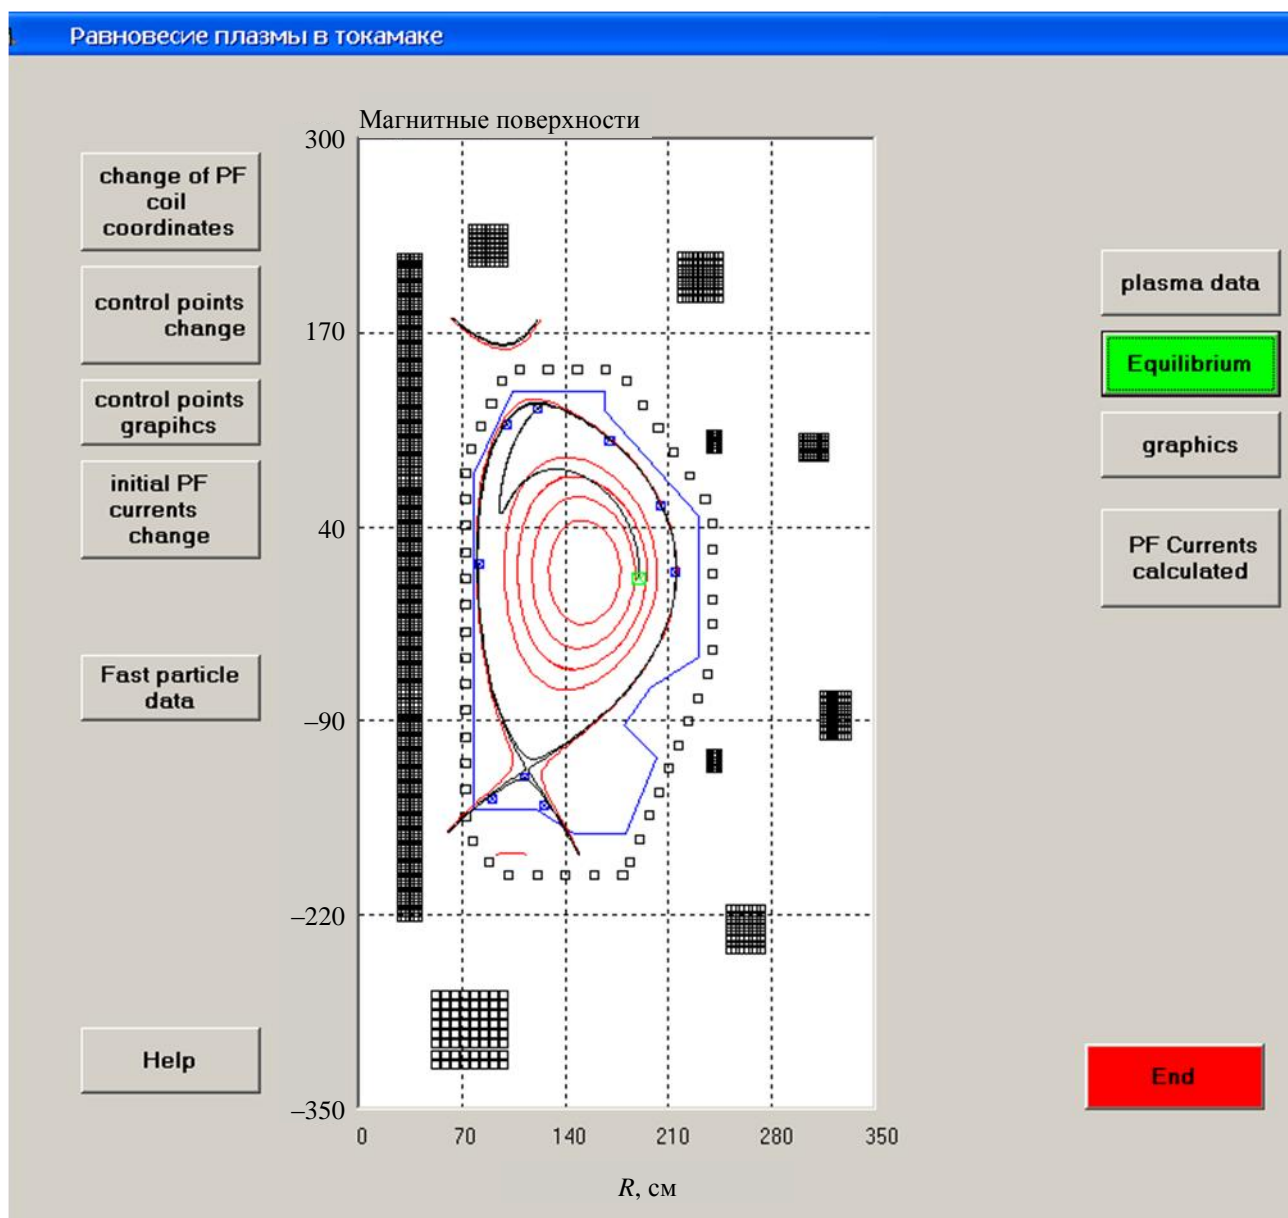 Равновесие плазмы в токамаке
Магнитные поверхности
300
170
40
–90
–220
–350
0 70 140 210 280 350
R, см
change of PF
coil
coordinates
control points
change
control points
grapihcs
initial PF
currents
change
Fast particle
data
Help
plasma data
Equilibrium
graphics
PF Currents
calculated
End